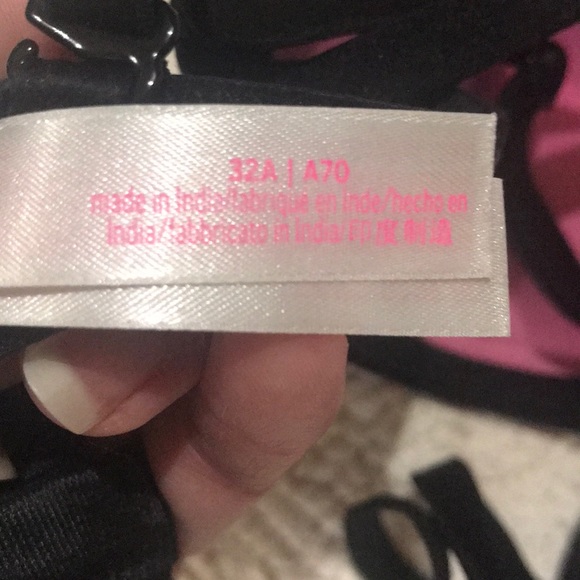 32A | A70
made in India/fabriqué en Inde/hecho en
India/fabbricato in India/印度制造